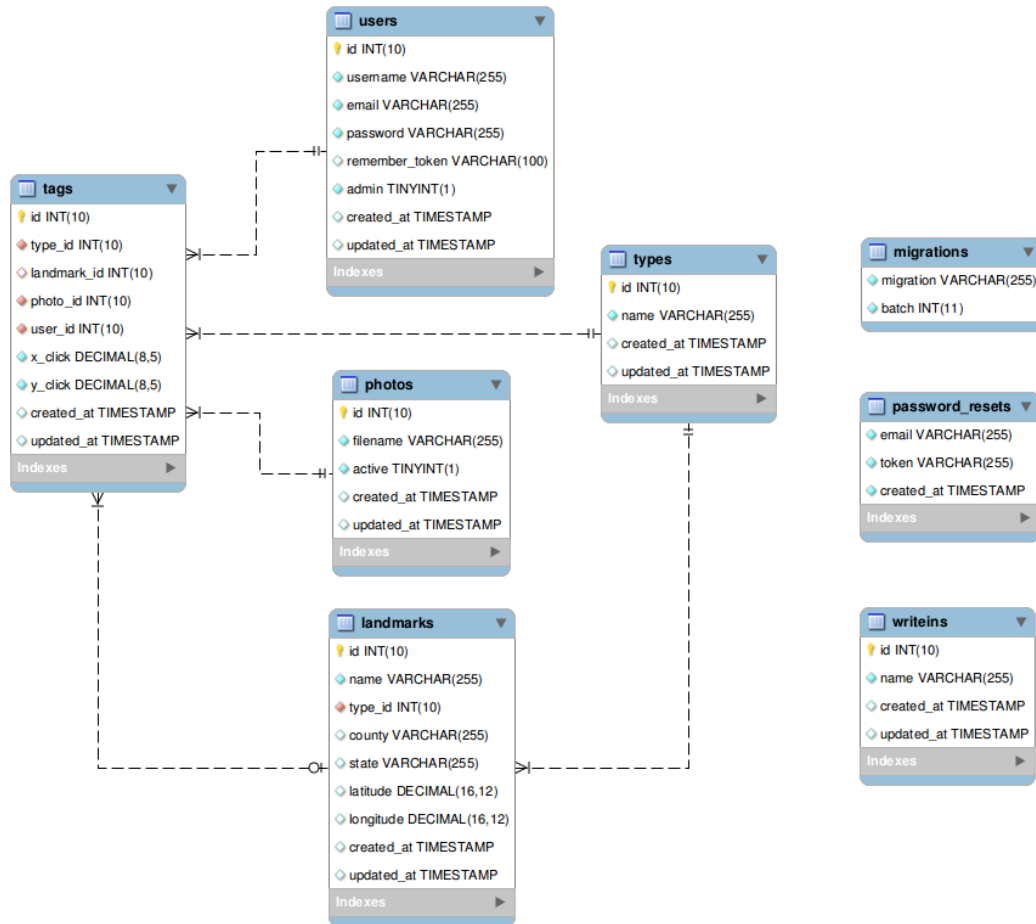 users
id INT(10)
username VARCHAR(255)
email VARCHAR(255)
password VARCHAR(255)
remember_token VARCHAR(100)
admin TINYINT(1)
created_at TIMESTAMP
updated_at TIMESTAMP
Indexes
tags
id INT(10)
type_id INT(10)
landmark_id INT(10)
photo_id INT(10)
user_id INT(10)
x_click DECIMAL(8,5)
y_click DECIMAL(8,5)
created_at TIMESTAMP
updated_at TIMESTAMP
Indexes
types
id INT(10)
name VARCHAR(255)
created_at TIMESTAMP
updated_at TIMESTAMP
Indexes
migrations
migration VARCHAR(255)
batch INT(11)
photos
id INT(10)
filename VARCHAR(255)
active TINYINT(1)
created_at TIMESTAMP
updated_at TIMESTAMP
Indexes
password_resets
email VARCHAR(255)
token VARCHAR(255)
created_at TIMESTAMP
Indexes
landmarks
id INT(10)
name VARCHAR(255)
type_id INT(10)
county VARCHAR(255)
state VARCHAR(255)
latitude DECIMAL(16,12)
longitude DECIMAL(16,12)
created_at TIMESTAMP
updated_at TIMESTAMP
Indexes
writeins
id INT(10)
name VARCHAR(255)
created_at TIMESTAMP
updated_at TIMESTAMP
Indexes